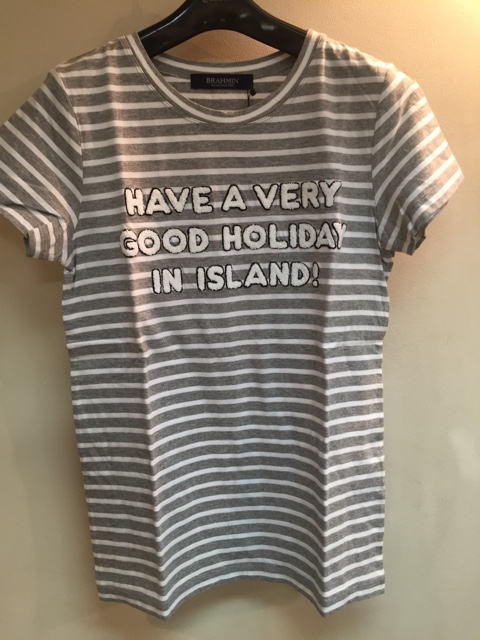 BRAHMIN
HAVE A VERY
GOOD HOLIDAY
IN ISLAND!